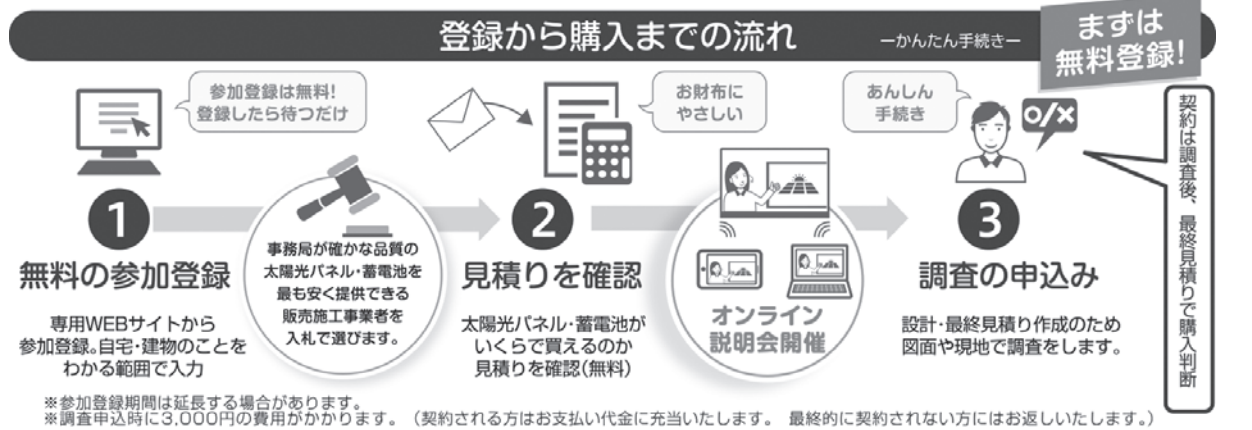 登録から購入までの流れ
ーかんたん手続きー
まずは
無料登録!
参加登録は無料!
登録したら待つだけ
お財布に
やさしい
あんしん
手続き
○/×
契約は調査後、最終見積りで購入判断
1
無料の参加登録
専用WEBサイトから
参加登録。自宅・建物のことを
わかる範囲で入力
事務局が確かな品質の
太陽光パネル・蓄電池を
最も安く提供できる
販売施工事業者を
入札で選びます。
2
見積りを確認
太陽光パネル・蓄電池が
いくらで買えるのか
見積りを確認(無料)
オンライン
説明会開催
3
調査の申込み
設計・最終見積り作成のため
図面や現地で調査をします。
※参加登録期間は延長する場合があります。
※調査申込時に3,000円の費用がかかります。（契約される方はお支払い代金に充当いたします。 最終的に契約されない方にはお返しいたします。）